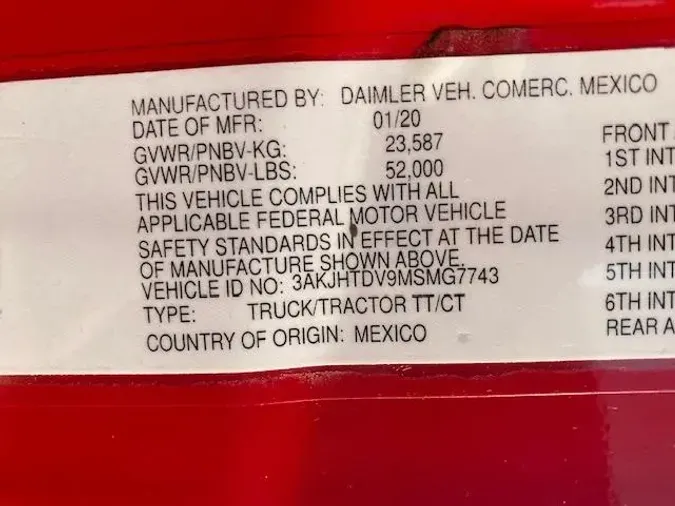 MANUFACTURED BY: DAIMLER VEH. COMERC. MEXICO
DATE OF MFR: 01/20
GVWR/PNBV-KG: 23,587
GVWR/PNBV-LBS: 52,000
THIS VEHICLE COMPLIES WITH ALL
APPLICABLE FEDERAL MOTOR VEHICLE
SAFETY STANDARDS IN EFFECT AT THE DATE
OF MANUFACTURE SHOWN ABOVE.
VEHICLE ID NO: 3AKJHTDV9MSMG7743
TYPE: TRUCK/TRACTOR TT/CT
COUNTRY OF ORIGIN: MEXICO
FRONT
1ST INT
2ND INT
3RD INT
4TH INT
5TH INT
6TH INT
REAR A